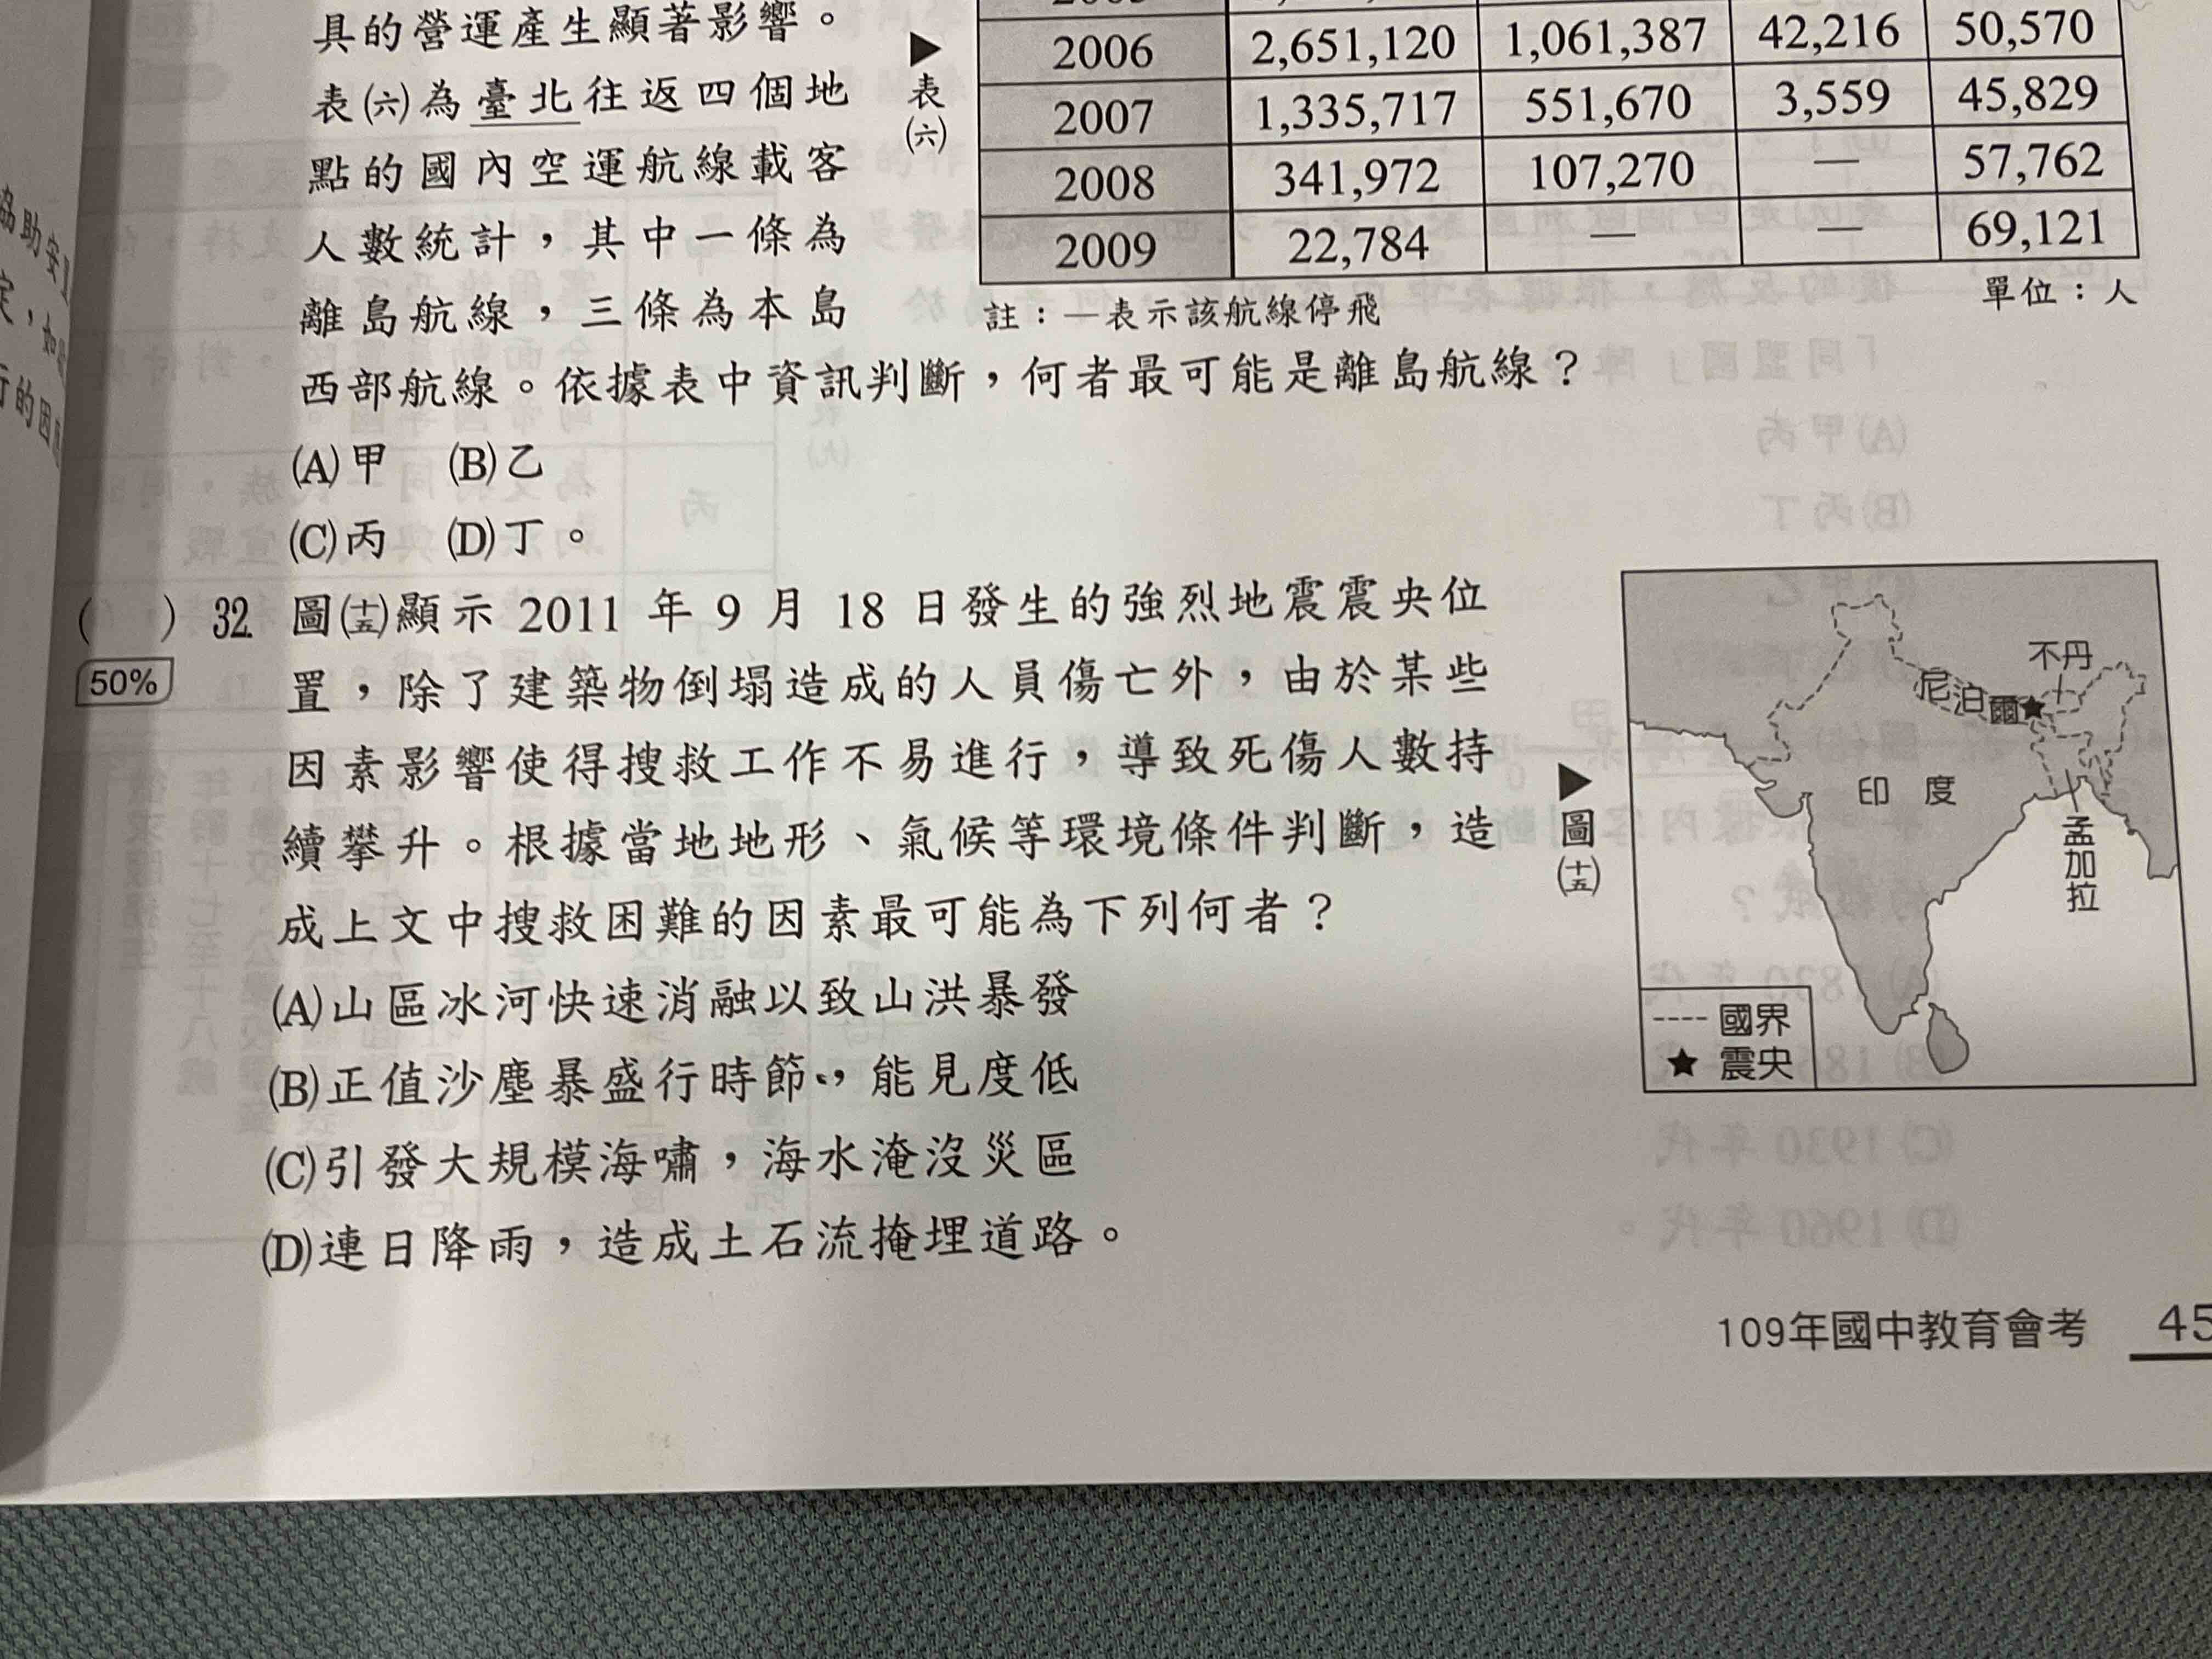 具的營運產生顯著影響。
表㈥為臺北往返四個地
點的國內空運航線載客
人數統計，其中一條為
離島航線，三條為本島
西部航線。依據表中資訊判斷，何者最可能是離島航線？
(A)甲 (B)乙
(C)丙 (D)丁。
▶
表
㈥
2006 2,651,120 1,061,387 42,216 50,570
2007 1,335,717 551,670 3,559 45,829
2008 341,972 107,270 — 57,762
2009 22,784 — — 69,121
註：—表示該航線停飛
單位：人
( ) 32. 圖(十五)顯示 2011 年 9 月 18 日發生的強烈地震震央位
50%
置，除了建築物倒塌造成的人員傷亡外，由於某些
因素影響使得搜救工作不易進行，導致死傷人數持
續攀升。根據當地地形、氣候等環境條件判斷，造
成上文中搜救困難的因素最可能為下列何者？
(A)山區冰河快速消融以致山洪暴發
(B)正值沙塵暴盛行時節，能見度低
(C)引發大規模海嘯，海水淹沒災區
(D)連日降雨，造成土石流掩埋道路。
▶
圖
(十五)
不丹
尼泊爾
印度
孟加拉
國界
★ 震央
109年國中教育會考 45
協助安
定，如
行的因